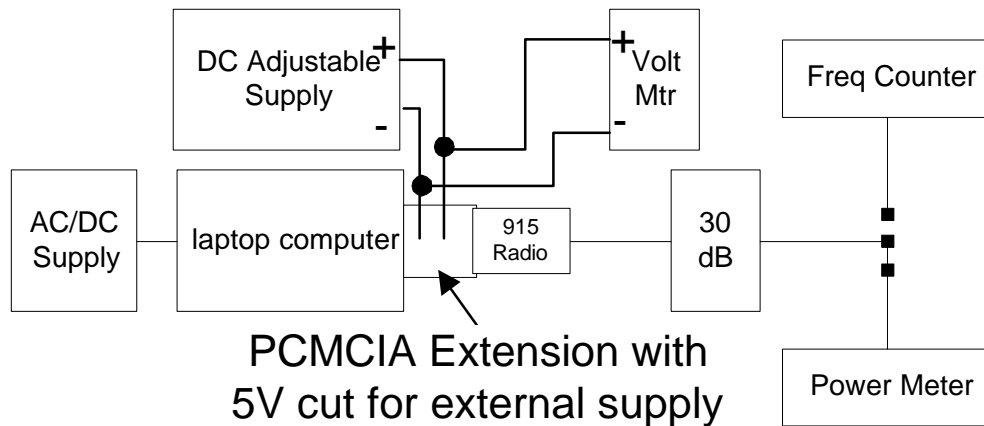 DC Adjustable
Supply
+
-
+
-
Volt
Mtr
Freq Counter
AC/DC
Supply
laptop computer
915
Radio
30
dB
PCMCIA Extension with
5V cut for external supply
Power Meter